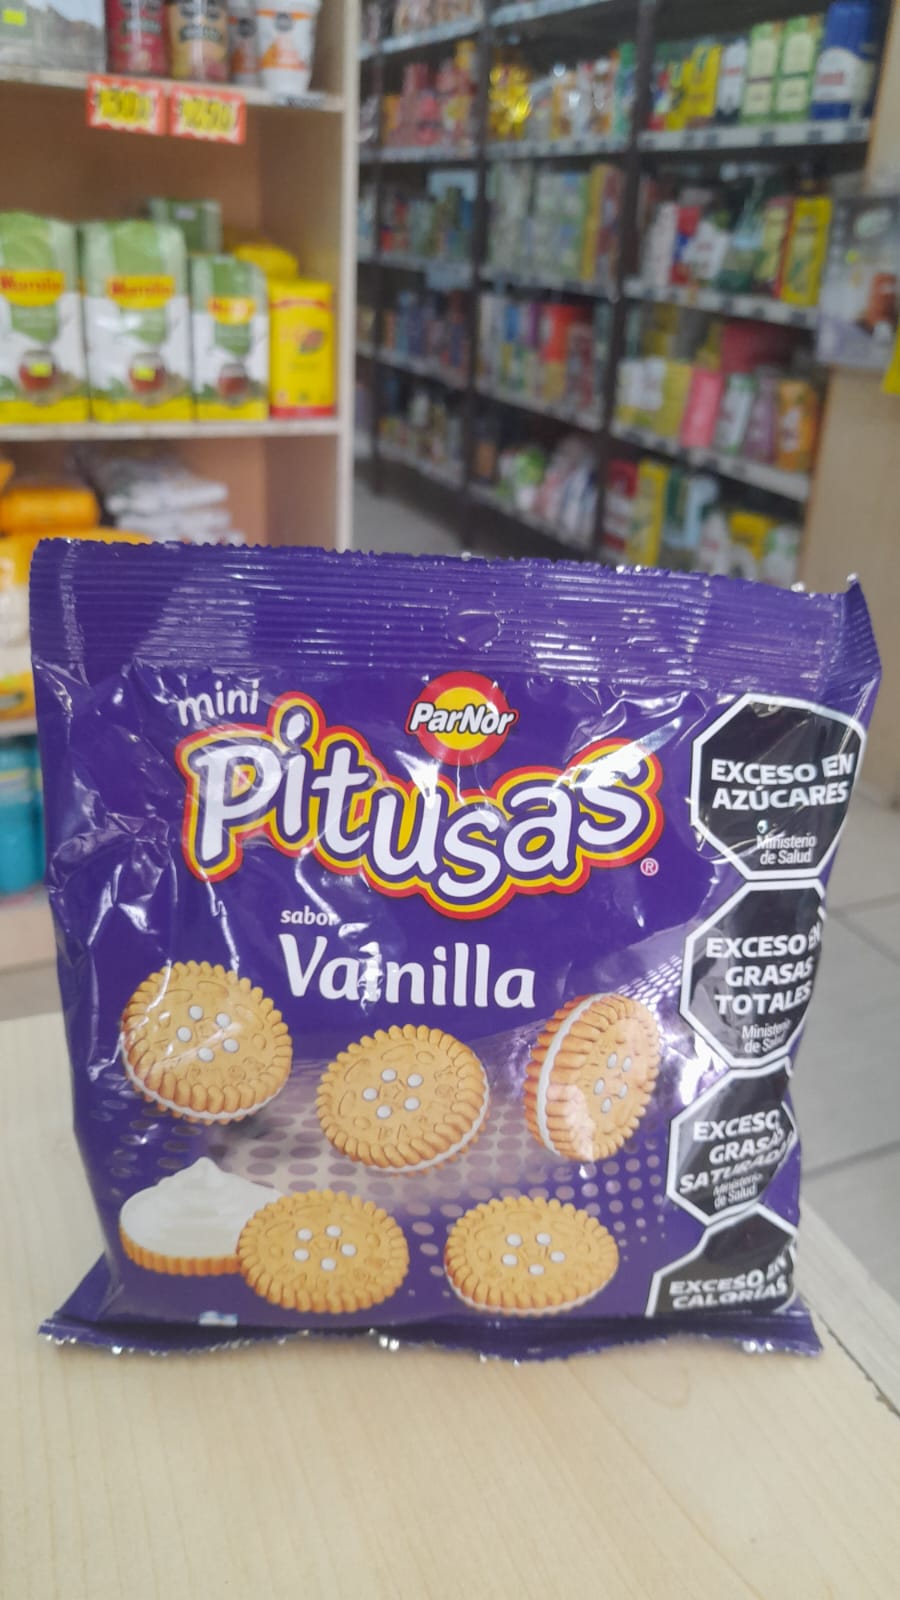 mini
ParNor
Pitusas
®
sabor
Vainilla
EXCESO EN
AZÚCARES
Ministerio
de Salud
EXCESO EN
GRASAS
TOTALES
Ministerio
de Salud
EXCESO
GRASAS
SATURADAS
Ministerio
de Salud
EXCESO EN
CALORÍAS